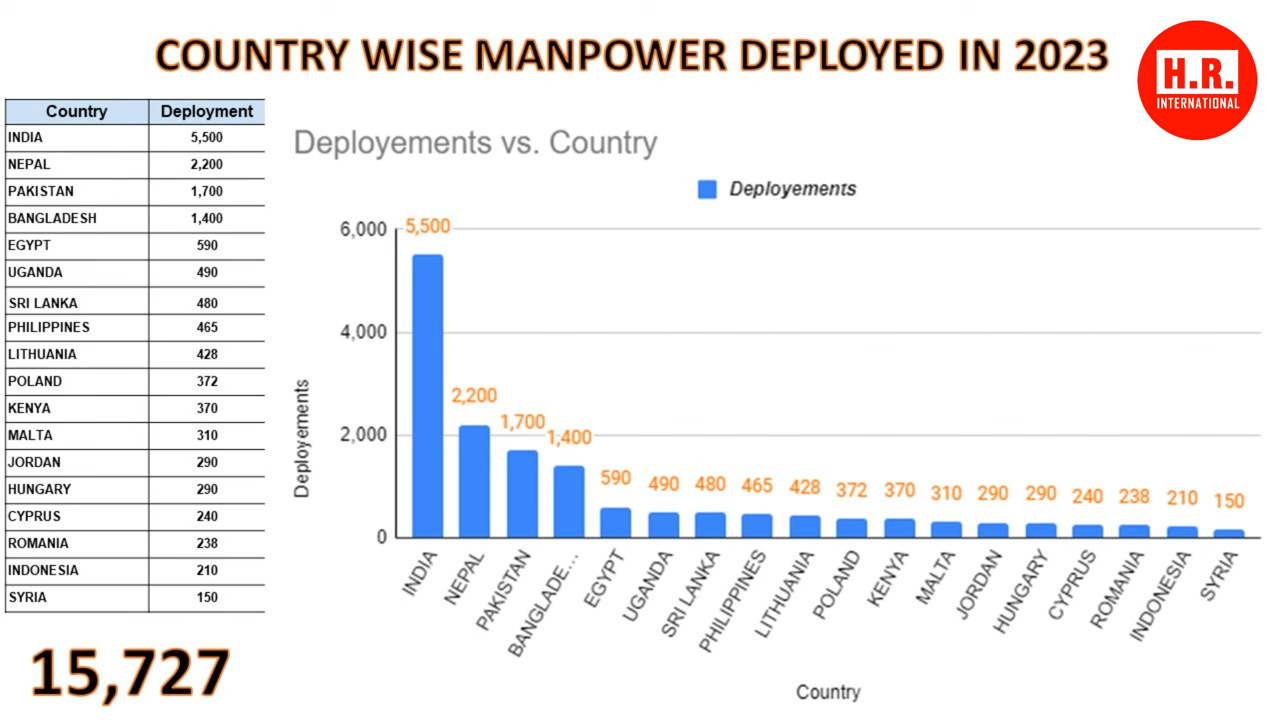 COUNTRY WISE MANPOWER DEPLOYED IN 2023
H.R.
INTERNATIONAL
Country Deployment
INDIA 5,500
NEPAL 2,200
PAKISTAN 1,700
BANGLADESH 1,400
EGYPT 590
UGANDA 490
SRI LANKA 480
PHILIPPINES 465
LITHUANIA 428
POLAND 372
KENYA 370
MALTA 310
JORDAN 290
HUNGARY 290
CYPRUS 240
ROMANIA 238
INDONESIA 210
SYRIA 150
15,727
Deployements vs. Country
Deployements
6,000
4,000
2,000
0
Deployements
5,500 2,200 1,700 1,400 590 490 480 465 428 372 370 310 290 290 240 238 210 150
INDIA NEPAL PAKISTAN BANGLADE... EGYPT UGANDA SRI LANKA PHILIPPINES LITHUANIA POLAND KENYA MALTA JORDAN HUNGARY CYPRUS ROMANIA INDONESIA SYRIA
Country